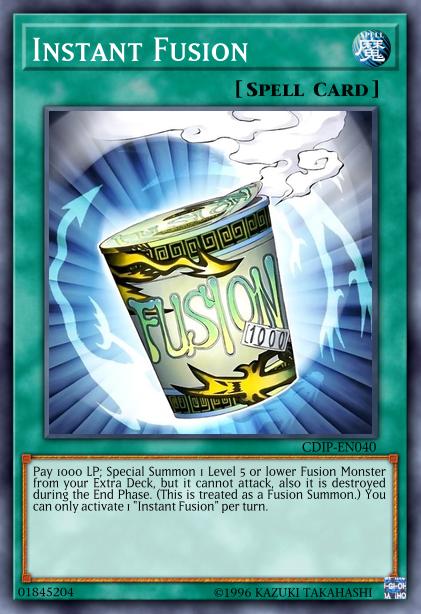 Instant Fusion
SPELL
魔
[Spell Card]
FUSION
1000
CDIP-EN040
Pay 1000 LP; Special Summon 1 Level 5 or lower Fusion Monster
from your Extra Deck, but it cannot attack, also it is destroyed
during the End Phase. (This is treated as a Fusion Summon.) You
can only activate 1 "Instant Fusion" per turn.
01845204
©1996 KAZUKI TAKAHASHI